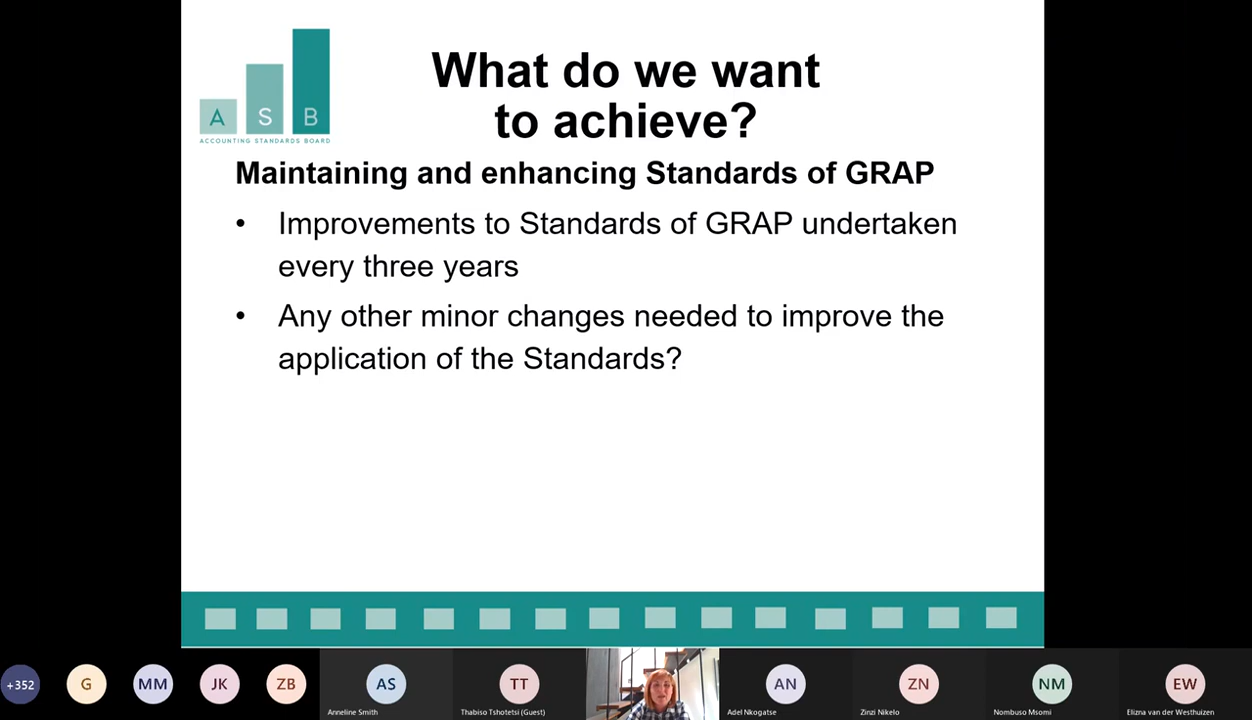 A S B
ACCOUNTING STANDARDS BOARD
What do we want
to achieve?
Maintaining and enhancing Standards of GRAP
• Improvements to Standards of GRAP undertaken
every three years
• Any other minor changes needed to improve the
application of the Standards?
+352
G
MM
JK
ZB
AS
Anneline Smith
TT
Thabiso Tshotetsi (Guest)
AN
Adel Nkogatse
ZN
Zinzi Nikelo
NM
Nombuso Msomi
EW
Elizna van der Westhuizen